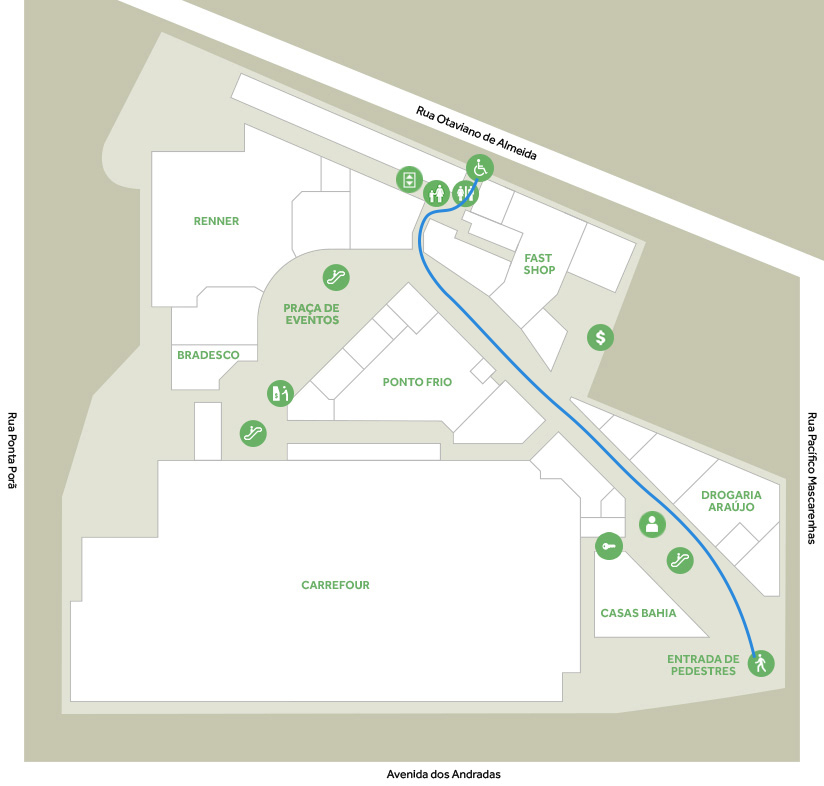 Rua Otaviano de Almeida
RENNER
FAST
SHOP
PRAÇA DE
EVENTOS
$
BRADESCO
PONTO FRIO
Rua Ponta Porã
Rua Pacífico Mascarenhas
DROGARIA
ARAÚJO
CARREFOUR
CASAS BAHIA
ENTRADA DE
PEDESTRES
Avenida dos Andradas